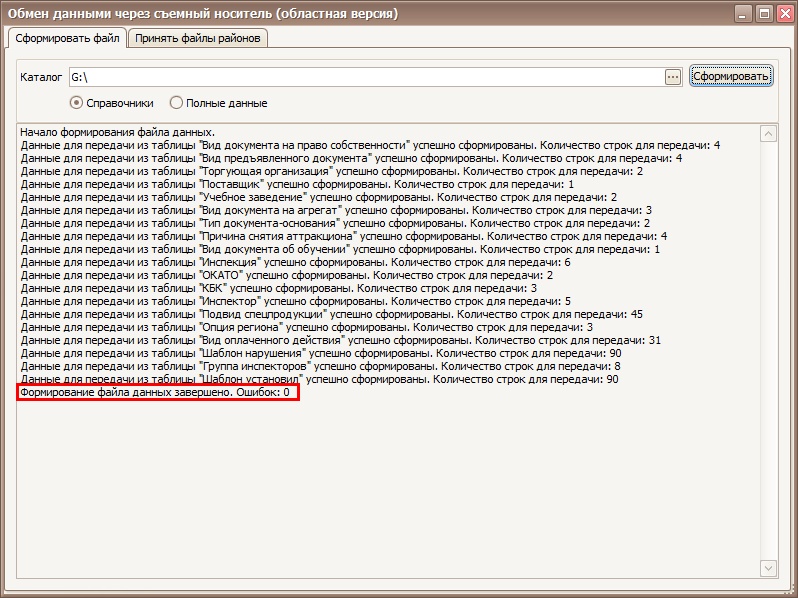 Обмен данными через съемный носитель (областная версия)
Сформировать файл Принять файлы районов
Каталог G:\ ... Сформировать
Справочники Полные данные
Начало формирования файла данных.
Данные для передачи из таблицы "Вид документа на право собственности" успешно сформированы. Количество строк для передачи: 4
Данные для передачи из таблицы "Вид предъявленного документа" успешно сформированы. Количество строк для передачи: 4
Данные для передачи из таблицы "Торгующая организация" успешно сформированы. Количество строк для передачи: 2
Данные для передачи из таблицы "Поставщик" успешно сформированы. Количество строк для передачи: 1
Данные для передачи из таблицы "Учебное заведение" успешно сформированы. Количество строк для передачи: 2
Данные для передачи из таблицы "Вид документа на агрегат" успешно сформированы. Количество строк для передачи: 3
Данные для передачи из таблицы "Тип документа-основания" успешно сформированы. Количество строк для передачи: 2
Данные для передачи из таблицы "Причина снятия аттракциона" успешно сформированы. Количество строк для передачи: 4
Данные для передачи из таблицы "Вид документа об обучении" успешно сформированы. Количество строк для передачи: 1
Данные для передачи из таблицы "Инспекция" успешно сформированы. Количество строк для передачи: 6
Данные для передачи из таблицы "ОКАТО" успешно сформированы. Количество строк для передачи: 2
Данные для передачи из таблицы "КБК" успешно сформированы. Количество строк для передачи: 3
Данные для передачи из таблицы "Инспектор" успешно сформированы. Количество строк для передачи: 5
Данные для передачи из таблицы "Подвид спецпродукции" успешно сформированы. Количество строк для передачи: 45
Данные для передачи из таблицы "Опция региона" успешно сформированы. Количество строк для передачи: 3
Данные для передачи из таблицы "Вид оплаченного действия" успешно сформированы. Количество строк для передачи: 31
Данные для передачи из таблицы "Шаблон нарушения" успешно сформированы. Количество строк для передачи: 90
Данные для передачи из таблицы "Группа инспекторов" успешно сформированы. Количество строк для передачи: 8
Данные для передачи из таблицы "Шаблон установил" успешно сформированы. Количество строк для передачи: 90
Формирование файла данных завершено. Ошибок: 0